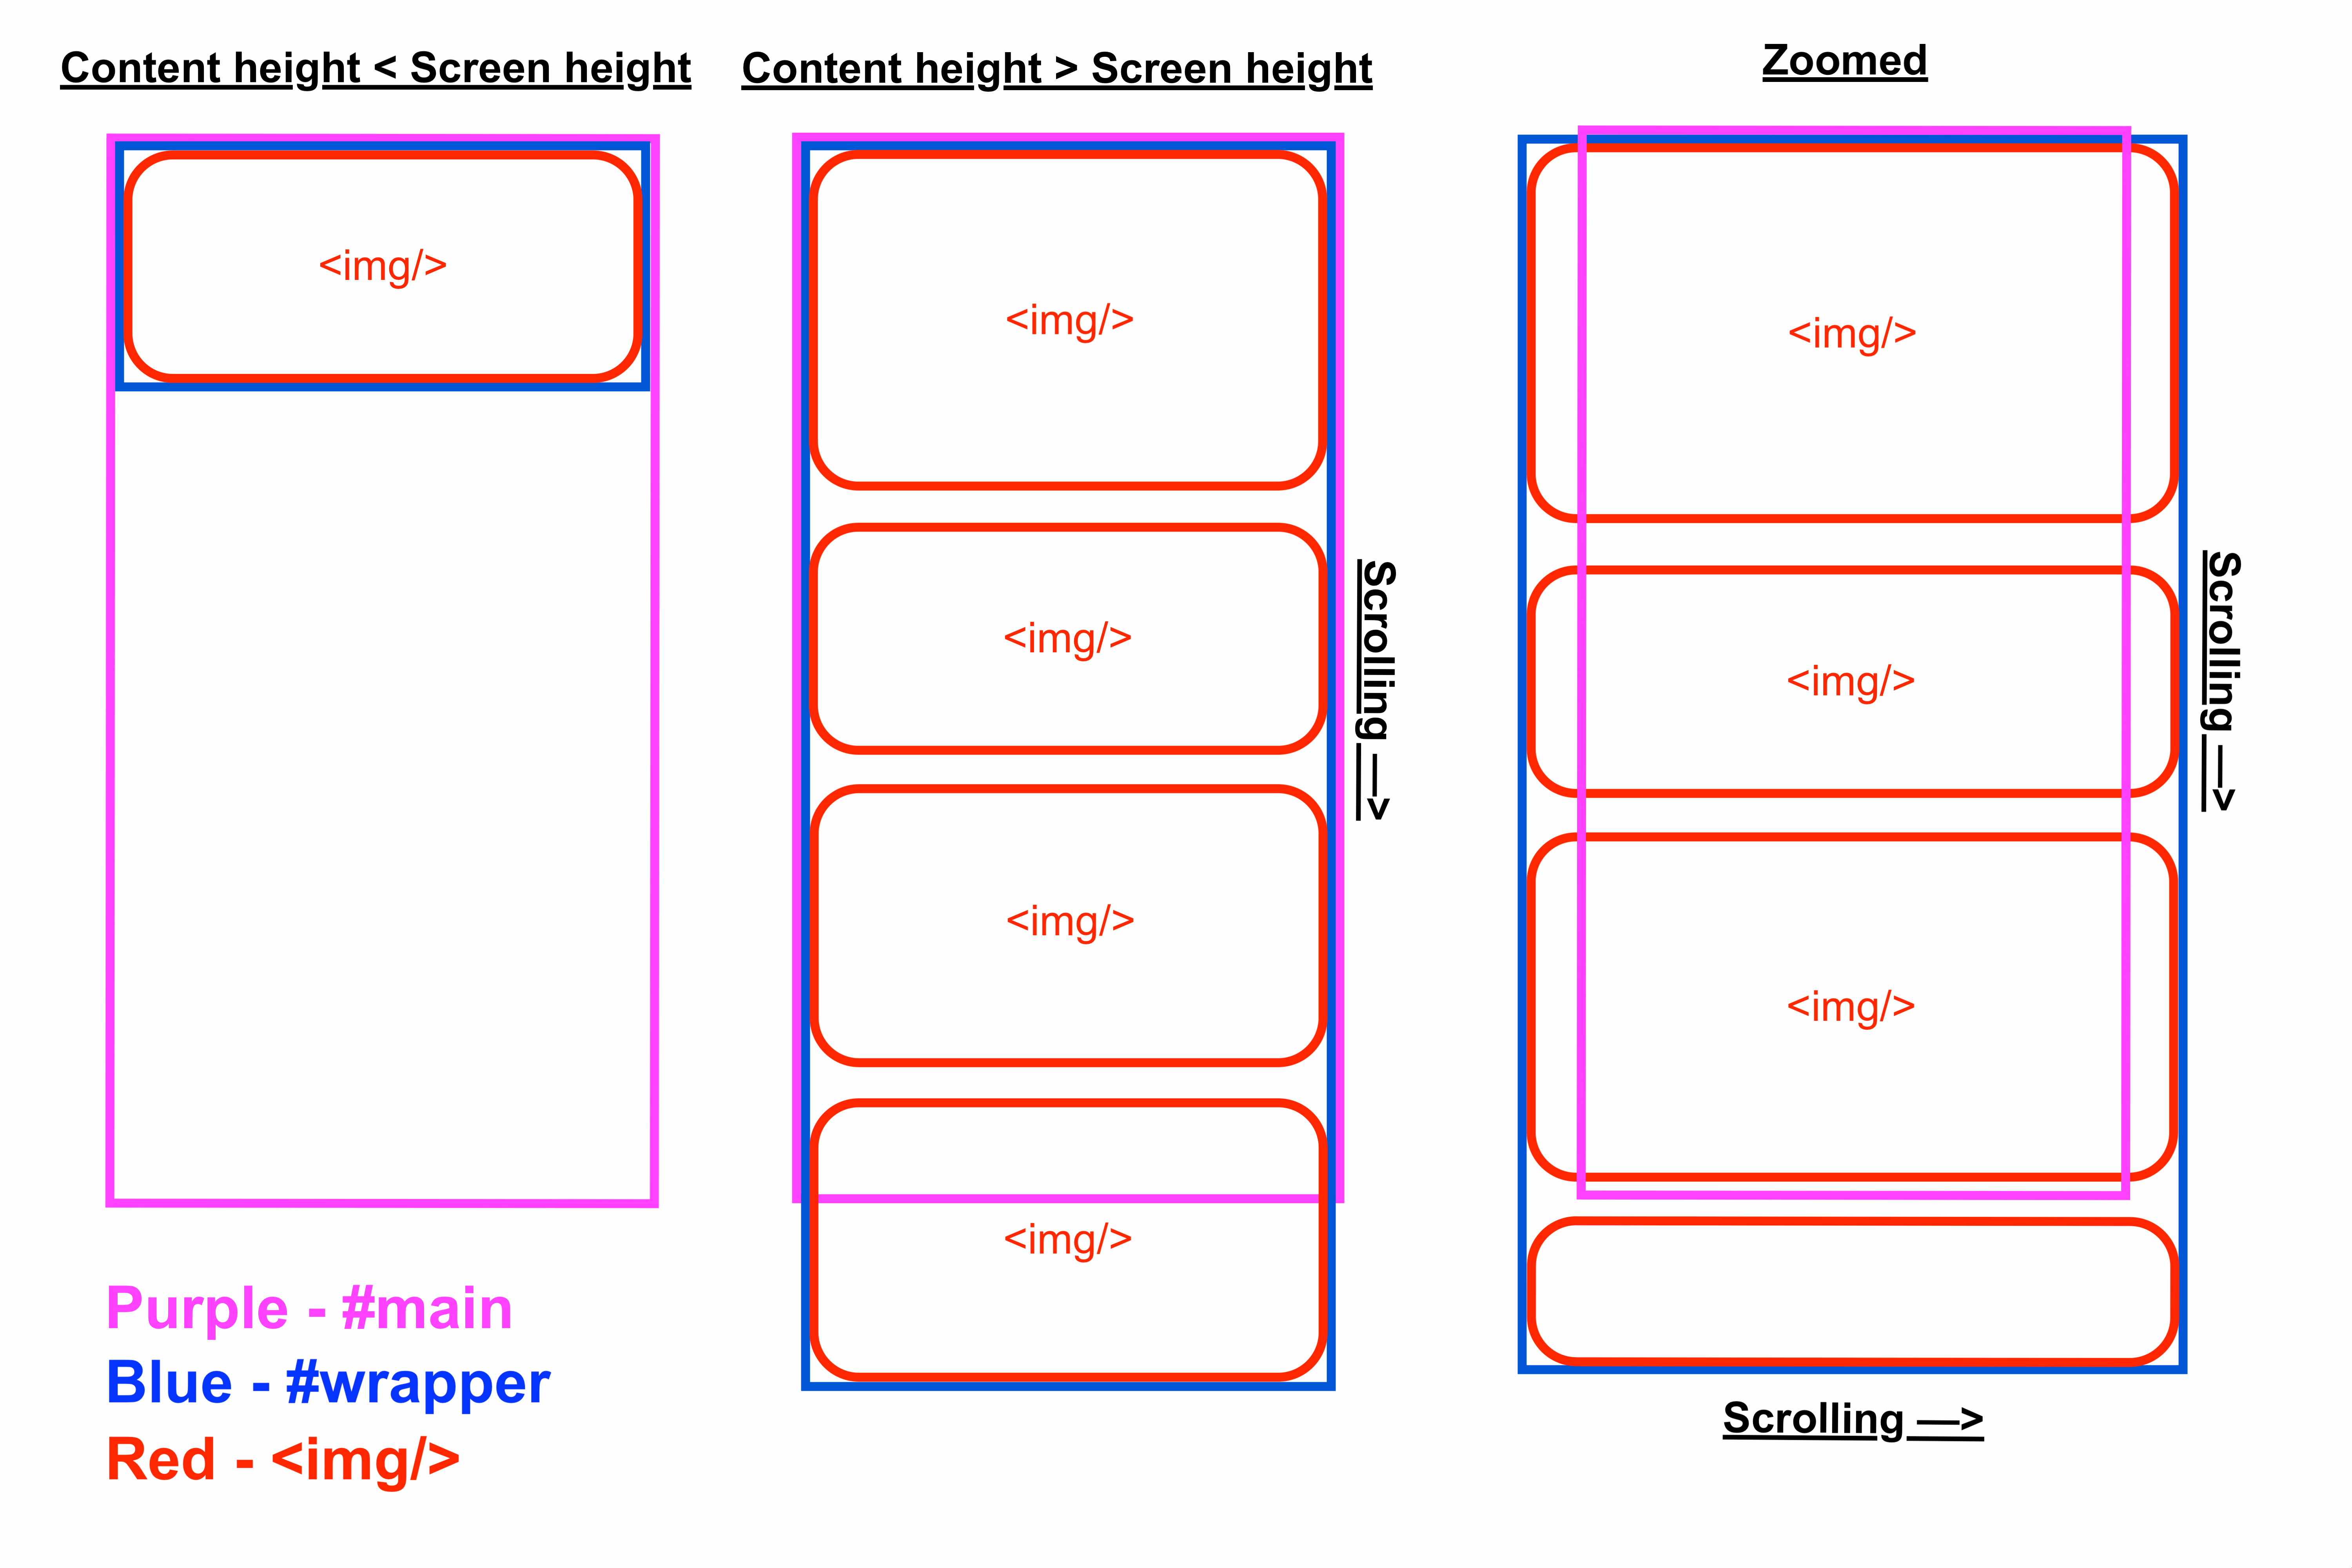 Content height < Screen height
<img/>
Purple - #main
Blue - #wrapper
Red - <img/>
Content height > Screen height
<img/>
<img/>
<img/>
<img/>
Scrolling —>
Zoomed
<img/>
<img/>
<img/>
Scrolling —>
Scrolling —>